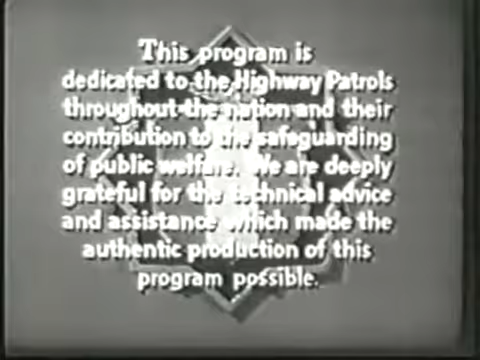 This program is
dedicated to the Highway Patrols
throughout the nation and their
contribution to the safeguarding
of public welfare. We are deeply
grateful for the technical advice
and assistance which made the
authentic production of this
program possible.